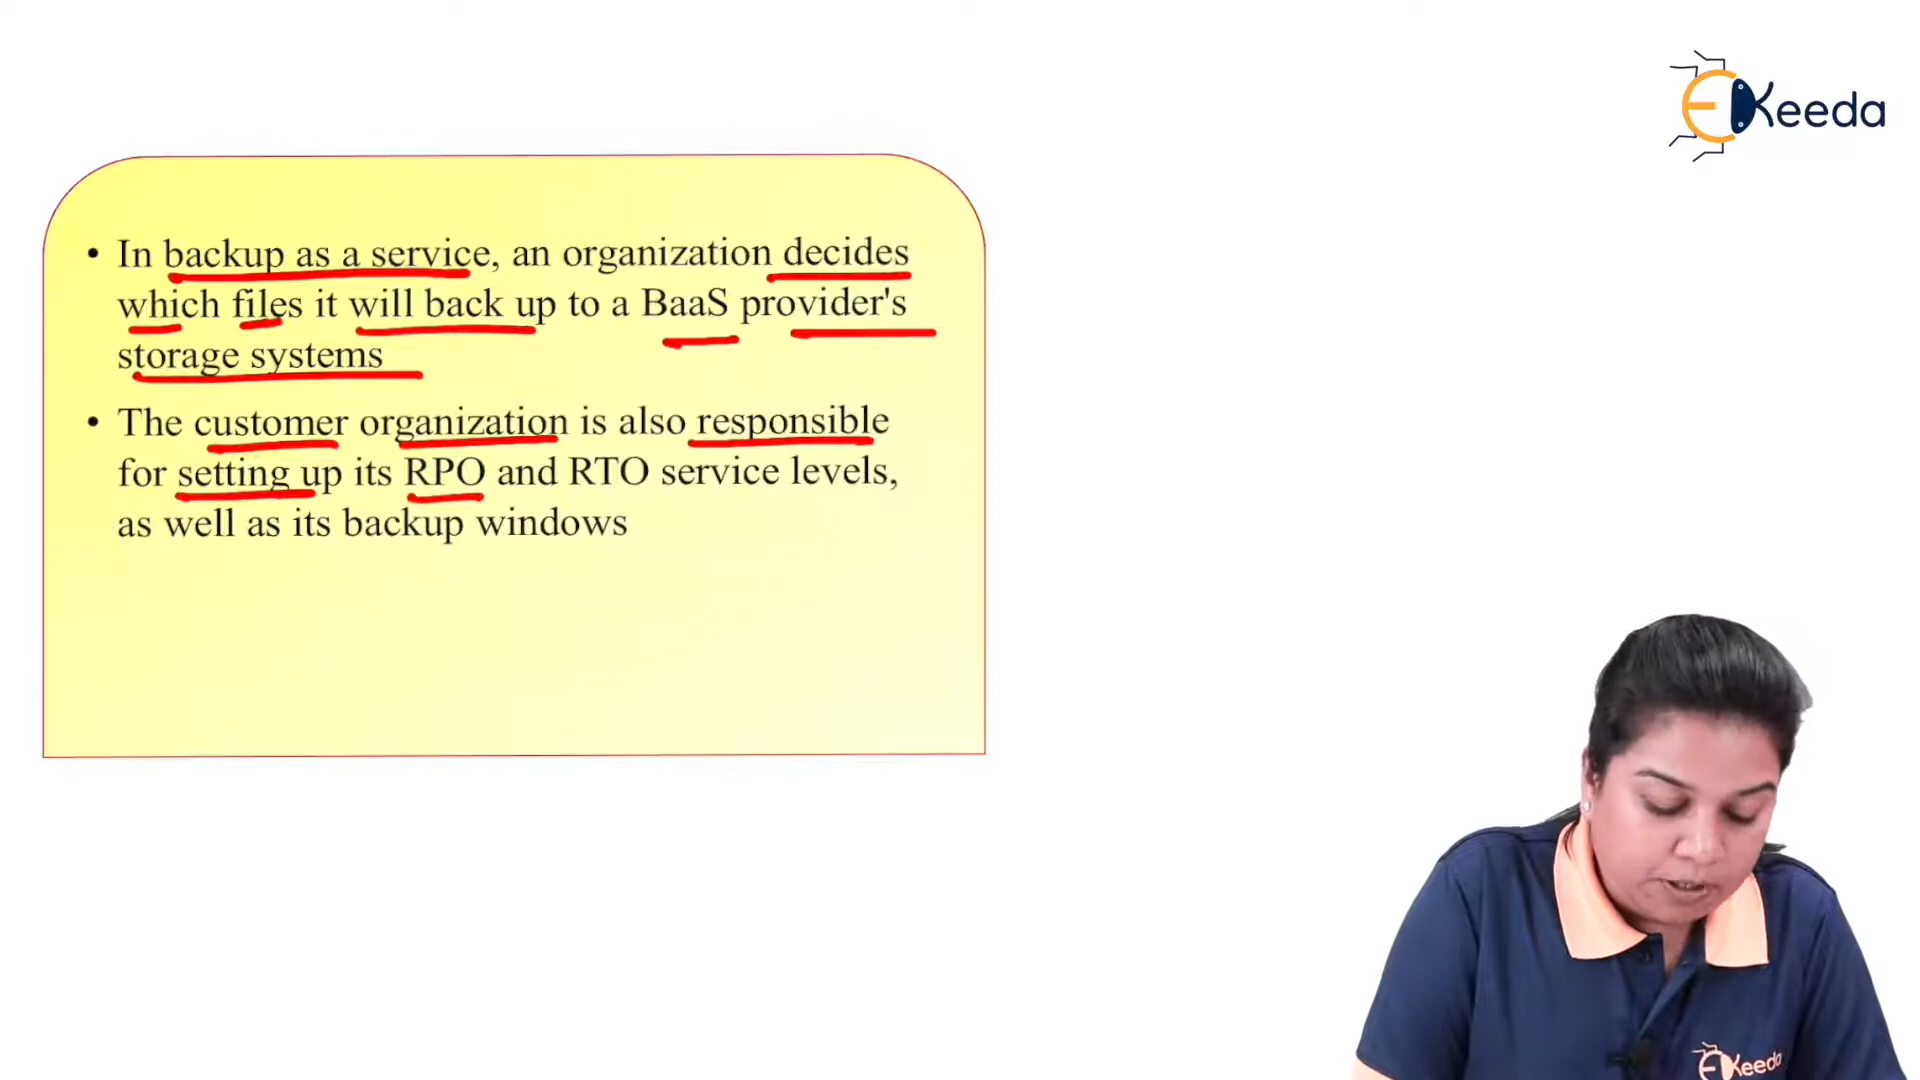 EKeeda
• In backup as a service, an organization decides
which files it will back up to a BaaS provider's
storage systems
• The customer organization is also responsible
for setting up its RPO and RTO service levels,
as well as its backup windows
EKeeda